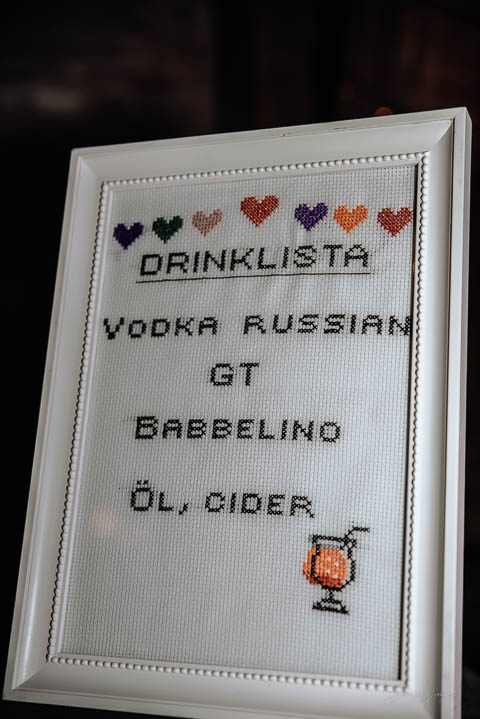 DRINKLISTA
VODKA RUSSIAN
GT
BABBELINO
ÖL, CIDER